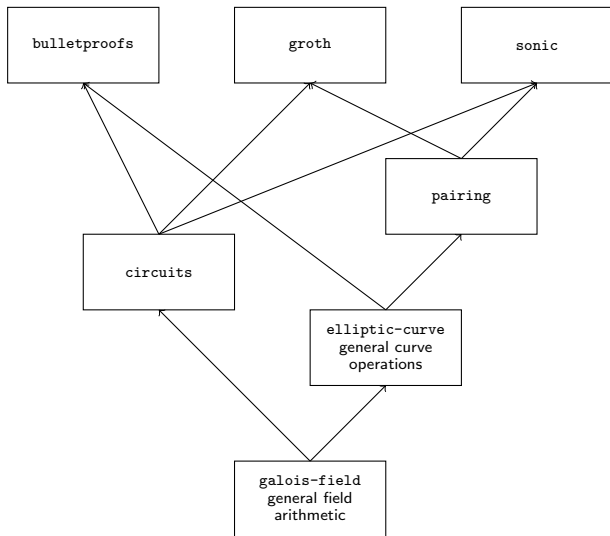 bulletproofs
groth
sonic
pairing
circuits
elliptic-curve
general curve
operations
galois-field
general field
arithmetic